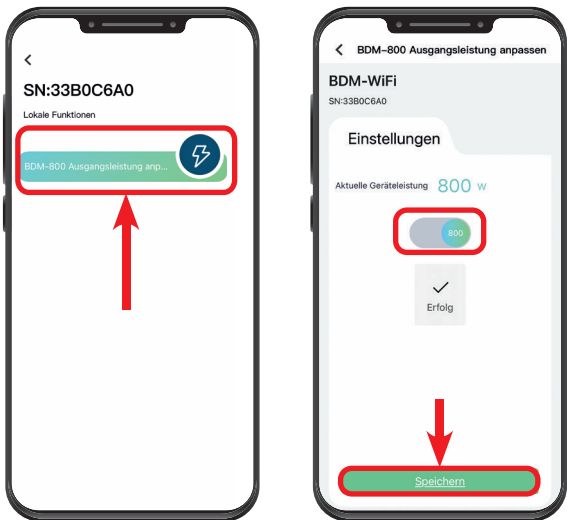 SN:33B0C6A0
Lokale Funktionen
BDM-800 Ausgangsleistung anp...
BDM-800 Ausgangsleistung anpassen
BDM-WiFi
SN:33B0C6A0
Einstellungen
Aktuelle Geräteleistung 800 W
800
Erfolg
Speichern